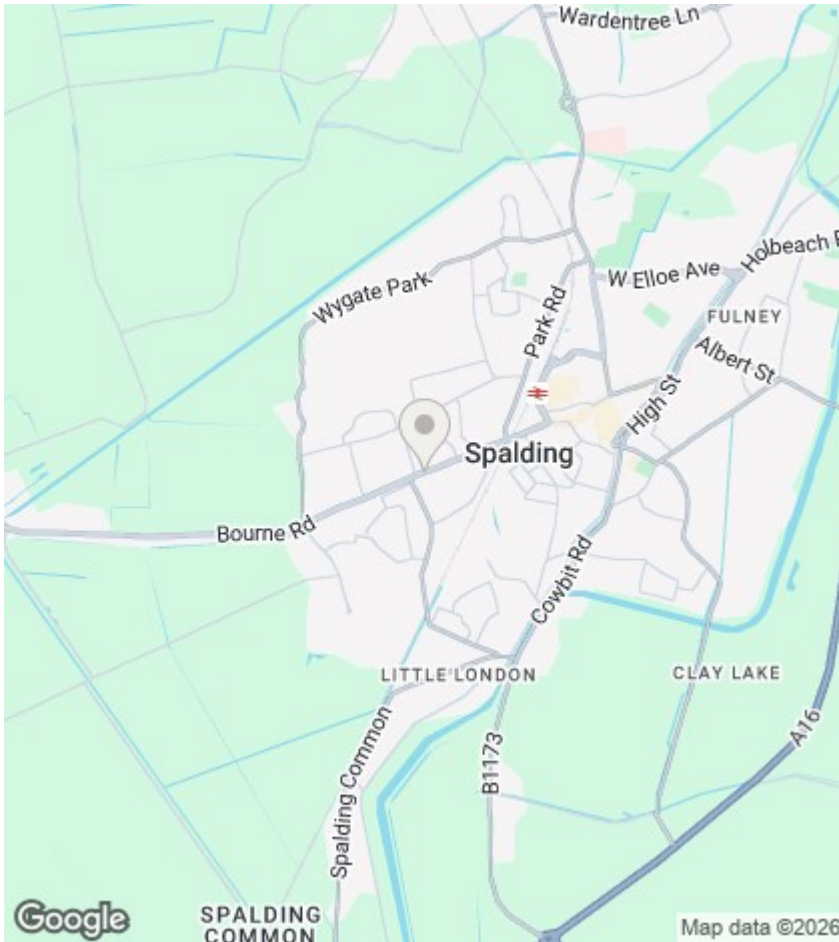 Wardentree Ln
Holbeach R
W Elloe Ave
Wygate Park
Park Rd
FULNEY
Albert St
High St
Spalding
Bourne Rd
Cowbit Rd
LITTLE LONDON
CLAY LAKE
A16
B1173
Spalding Common
SPALDING
COMMON
Google
Map data ©202